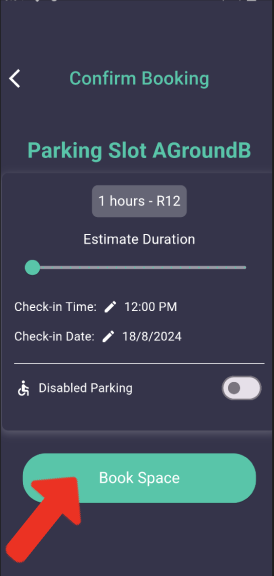 Confirm Booking
Parking Slot AGroundB
1 hours - R12
Estimate Duration
Check-in Time: 12:00 PM
Check-in Date: 18/8/2024
Disabled Parking
Book Space